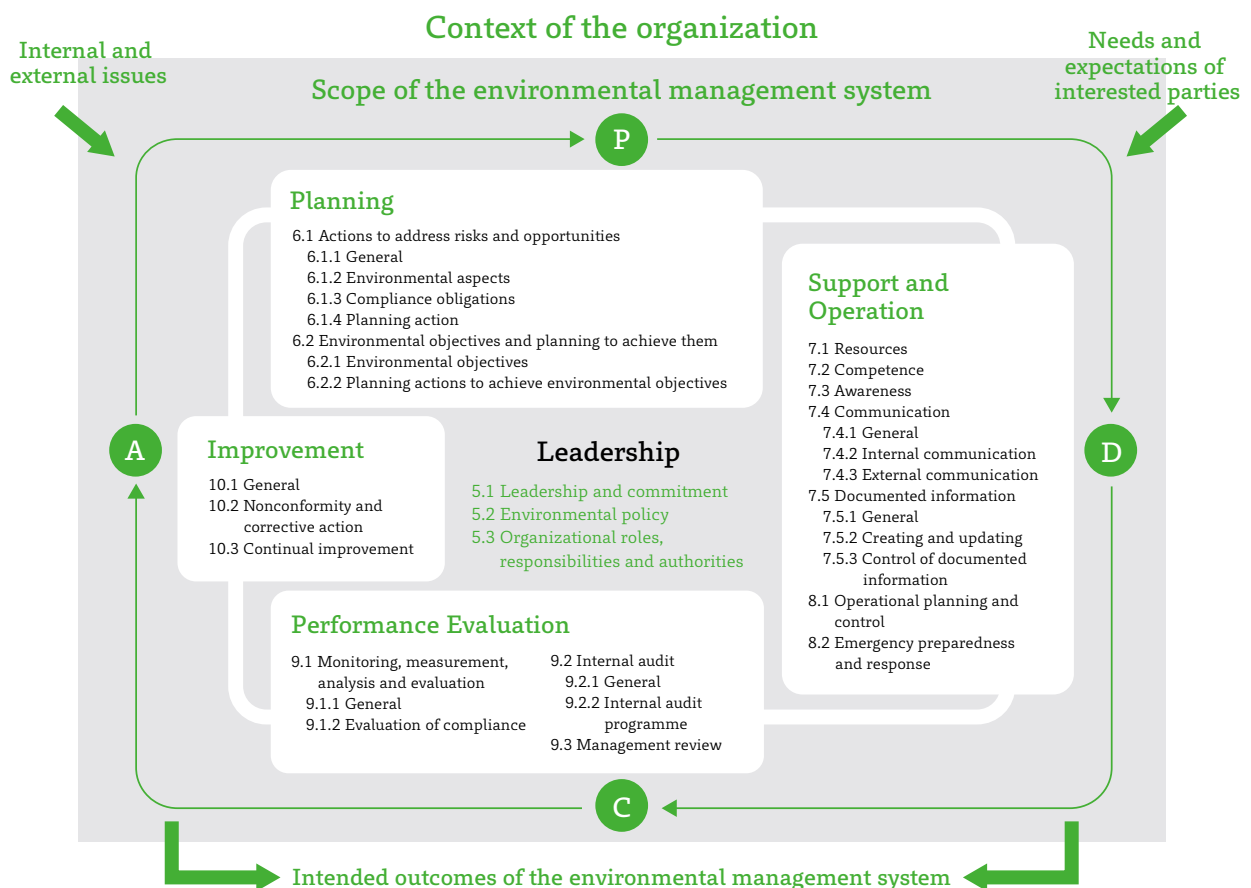 Context of the organization
Internal and
external issues
Needs and
expectations of
interested parties
Scope of the environmental management system
P
Planning
6.1 Actions to address risks and opportunities
6.1.1 General
6.1.2 Environmental aspects
6.1.3 Compliance obligations
6.1.4 Planning action
6.2 Environmental objectives and planning to achieve them
6.2.1 Environmental objectives
6.2.2 Planning actions to achieve environmental objectives
Support and
Operation
7.1 Resources
7.2 Competence
7.3 Awareness
7.4 Communication
7.4.1 General
7.4.2 Internal communication
7.4.3 External communication
7.5 Documented information
7.5.1 General
7.5.2 Creating and updating
7.5.3 Control of documented
information
8.1 Operational planning and
control
8.2 Emergency preparedness
and response
D
A
Improvement
10.1 General
10.2 Nonconformity and
corrective action
10.3 Continual improvement
Leadership
5.1 Leadership and commitment
5.2 Environmental policy
5.3 Organizational roles,
responsibilities and authorities
Performance Evaluation
9.1 Monitoring, measurement,
analysis and evaluation
9.1.1 General
9.1.2 Evaluation of compliance
9.2 Internal audit
9.2.1 General
9.2.2 Internal audit
programme
9.3 Management review
C
Intended outcomes of the environmental management system